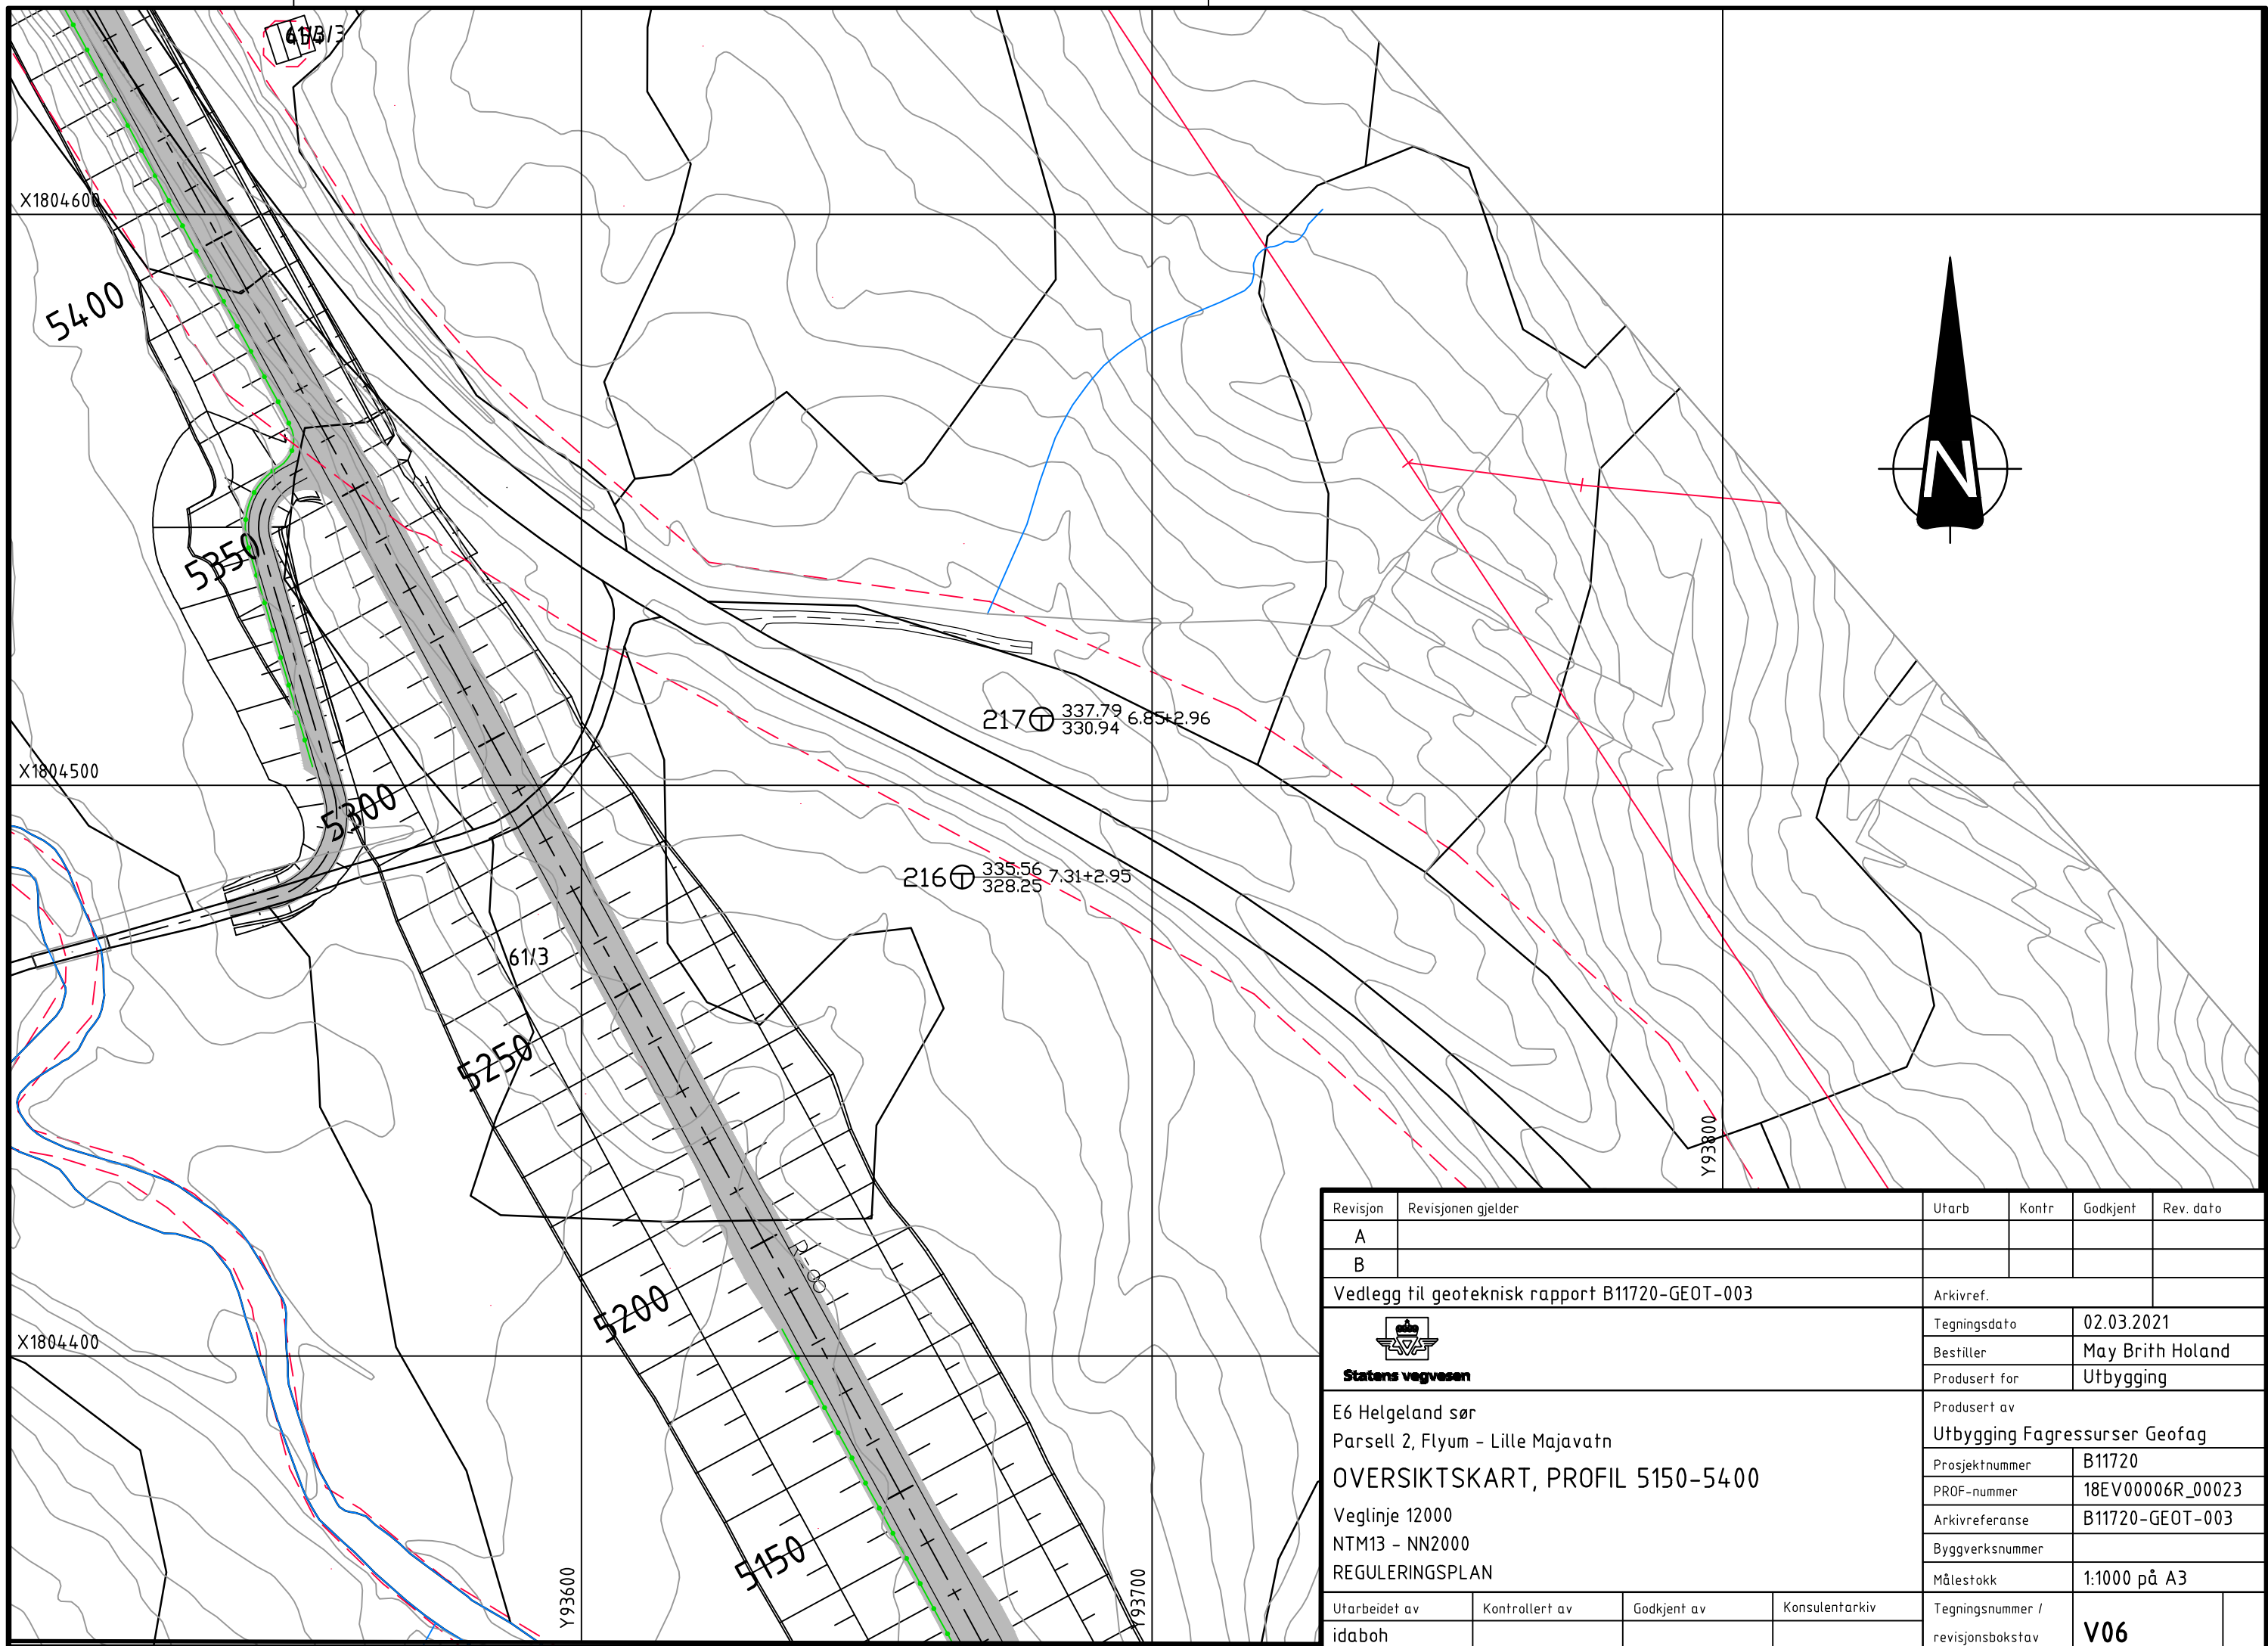 61/3/3
X1804600
5400
5350
217 337.79 6.85+2.96
330.94
X1804500
5300
216 335.56 7.31+2.95
328.25
61/3
5250
5200
X1804400
5150
Y93600
Y93700
Y93800
N
Revisjon Revisjonen gjelder Utarb Kontr Godkjent Rev. dato
A
B
Vedlegg til geoteknisk rapport B11720-GEOT-003 Arkivref.
Statens vegvesen
Tegningsdato 02.03.2021
Bestiller May Brith Holand
Produsert for Utbygging
E6 Helgeland sør
Parsell 2, Flyum - Lille Majavatn
OVERSIKTSKART, PROFIL 5150-5400
Veglinje 12000
NTM13 - NN2000
REGULERINGSPLAN
Produsert av
Utbygging Fagressurser Geofag
Prosjektnummer B11720
PROF-nummer 18EV00006R_00023
Arkivreferanse B11720-GEOT-003
Byggverksnummer
Målestokk 1:1000 på A3
Utarbeidet av Kontrollert av Godkjent av Konsulentarkiv
idaboh
Tegningsnummer /
revisjonsbokstav V06